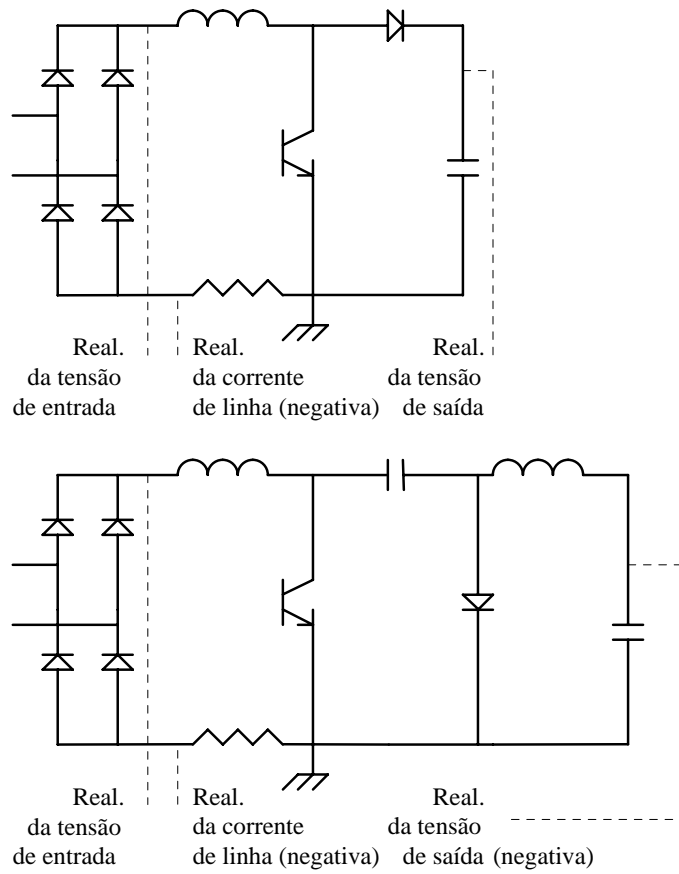 Real.
da tensão
de entrada
Real.
da corrente
de linha (negativa)
Real.
da tensão
de saída
Real.
da tensão
de entrada
Real.
da corrente
de linha (negativa)
Real.
da tensão
de saída (negativa)